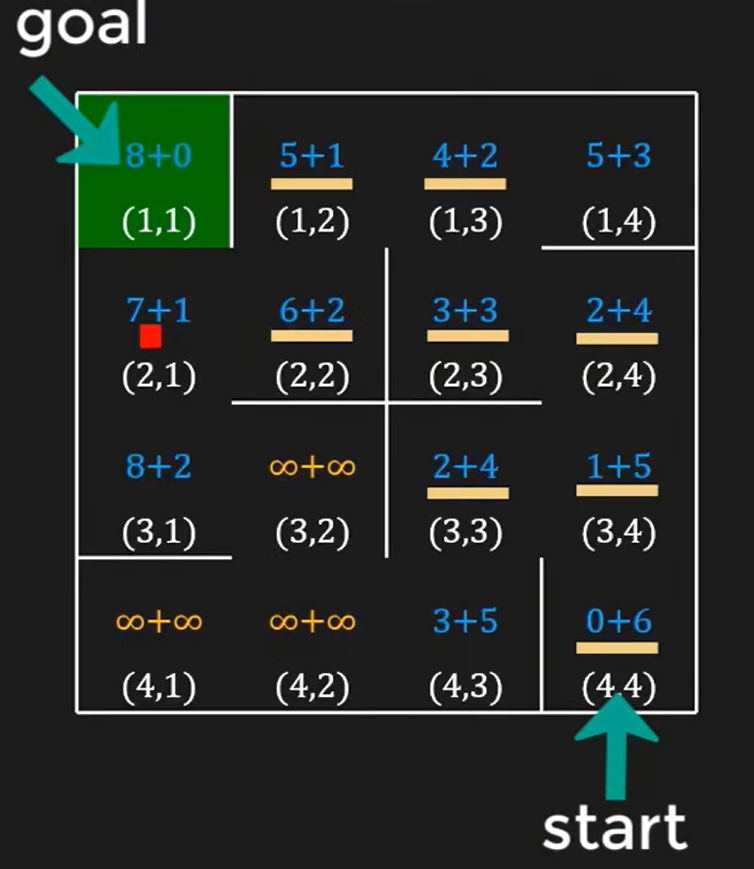 goal
8+0 5+1 4+2 5+3
(1,1) (1,2) (1,3) (1,4)
7+1 6+2 3+3 2+4
(2,1) (2,2) (2,3) (2,4)
8+2 ∞+∞ 2+4 1+5
(3,1) (3,2) (3,3) (3,4)
∞+∞ ∞+∞ 3+5 0+6
(4,1) (4,2) (4,3) (4,4)
start